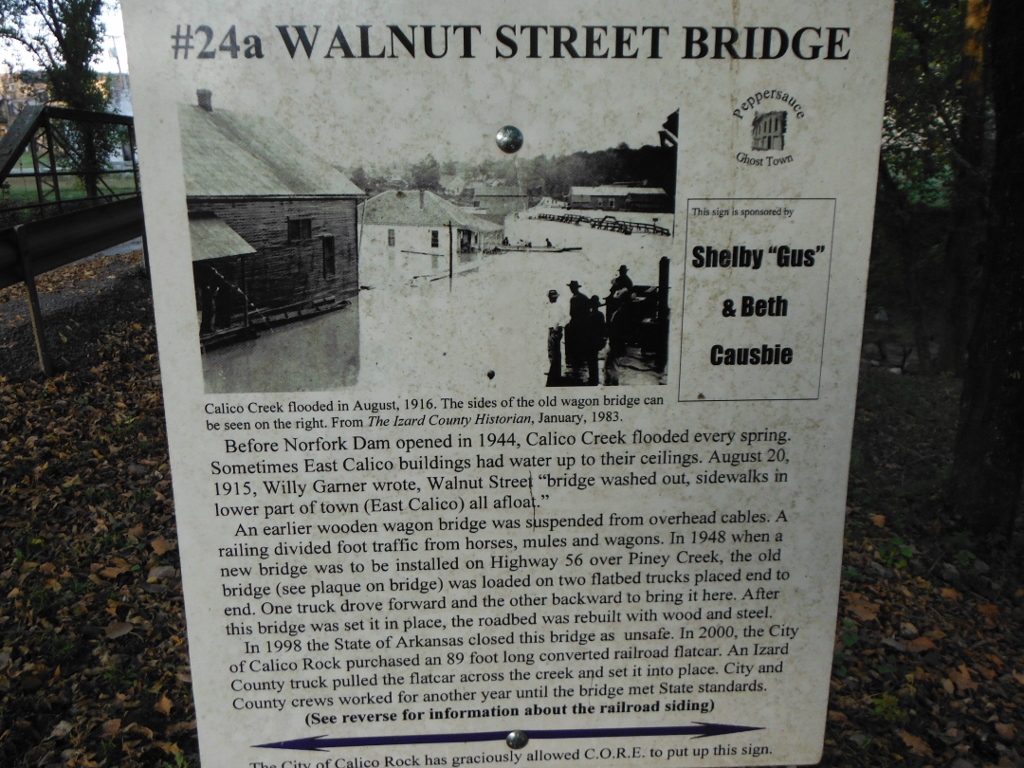 #24a WALNUT STREET BRIDGE
Peppersauce
Ghost Town
This sign is sponsored by
Shelby "Gus"
& Beth
Causbie
Calico Creek flooded in August, 1916. The sides of the old wagon bridge can
be seen on the right. From The Izard County Historian, January, 1983.
Before Norfork Dam opened in 1944, Calico Creek flooded every spring.
Sometimes East Calico buildings had water up to their ceilings. August 20,
1915, Willy Garner wrote, Walnut Street "bridge washed out, sidewalks in
lower part of town (East Calico) all afloat."
An earlier wooden wagon bridge was suspended from overhead cables. A
railing divided foot traffic from horses, mules and wagons. In 1948 when a
new bridge was to be installed on Highway 56 over Piney Creek, the old
bridge (see plaque on bridge) was loaded on two flatbed trucks placed end to
end. One truck drove forward and the other backward to bring it here. After
this bridge was set it in place, the roadbed was rebuilt with wood and steel.
In 1998 the State of Arkansas closed this bridge as unsafe. In 2000, the City
of Calico Rock purchased an 89 foot long converted railroad flatcar. An Izard
County truck pulled the flatcar across the creek and set it into place. City and
County crews worked for another year until the bridge met State standards.
(See reverse for information about the railroad siding)
The City of Calico Rock has graciously allowed C.O.R.E. to put up this sign.